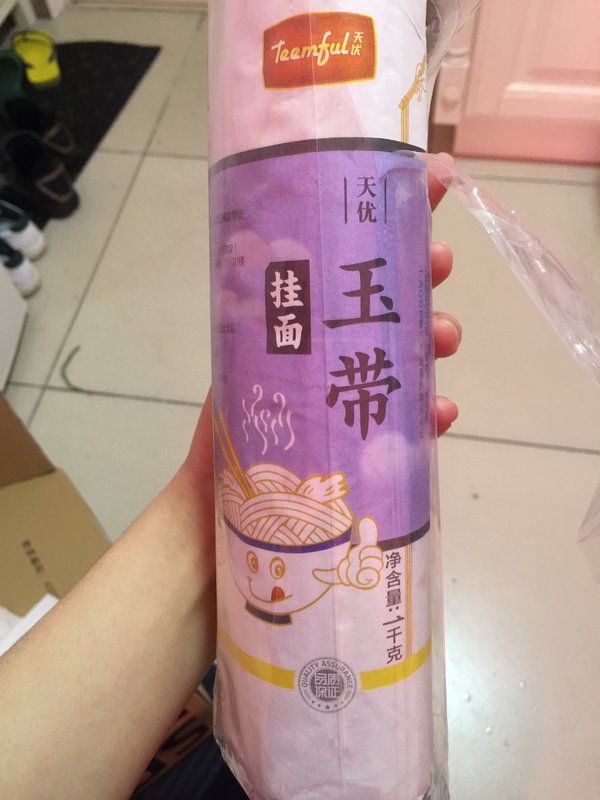 Teemful天优
天优
玉带
挂面
净含量:1千克
QUALITY ASSURANCE
品质
保证